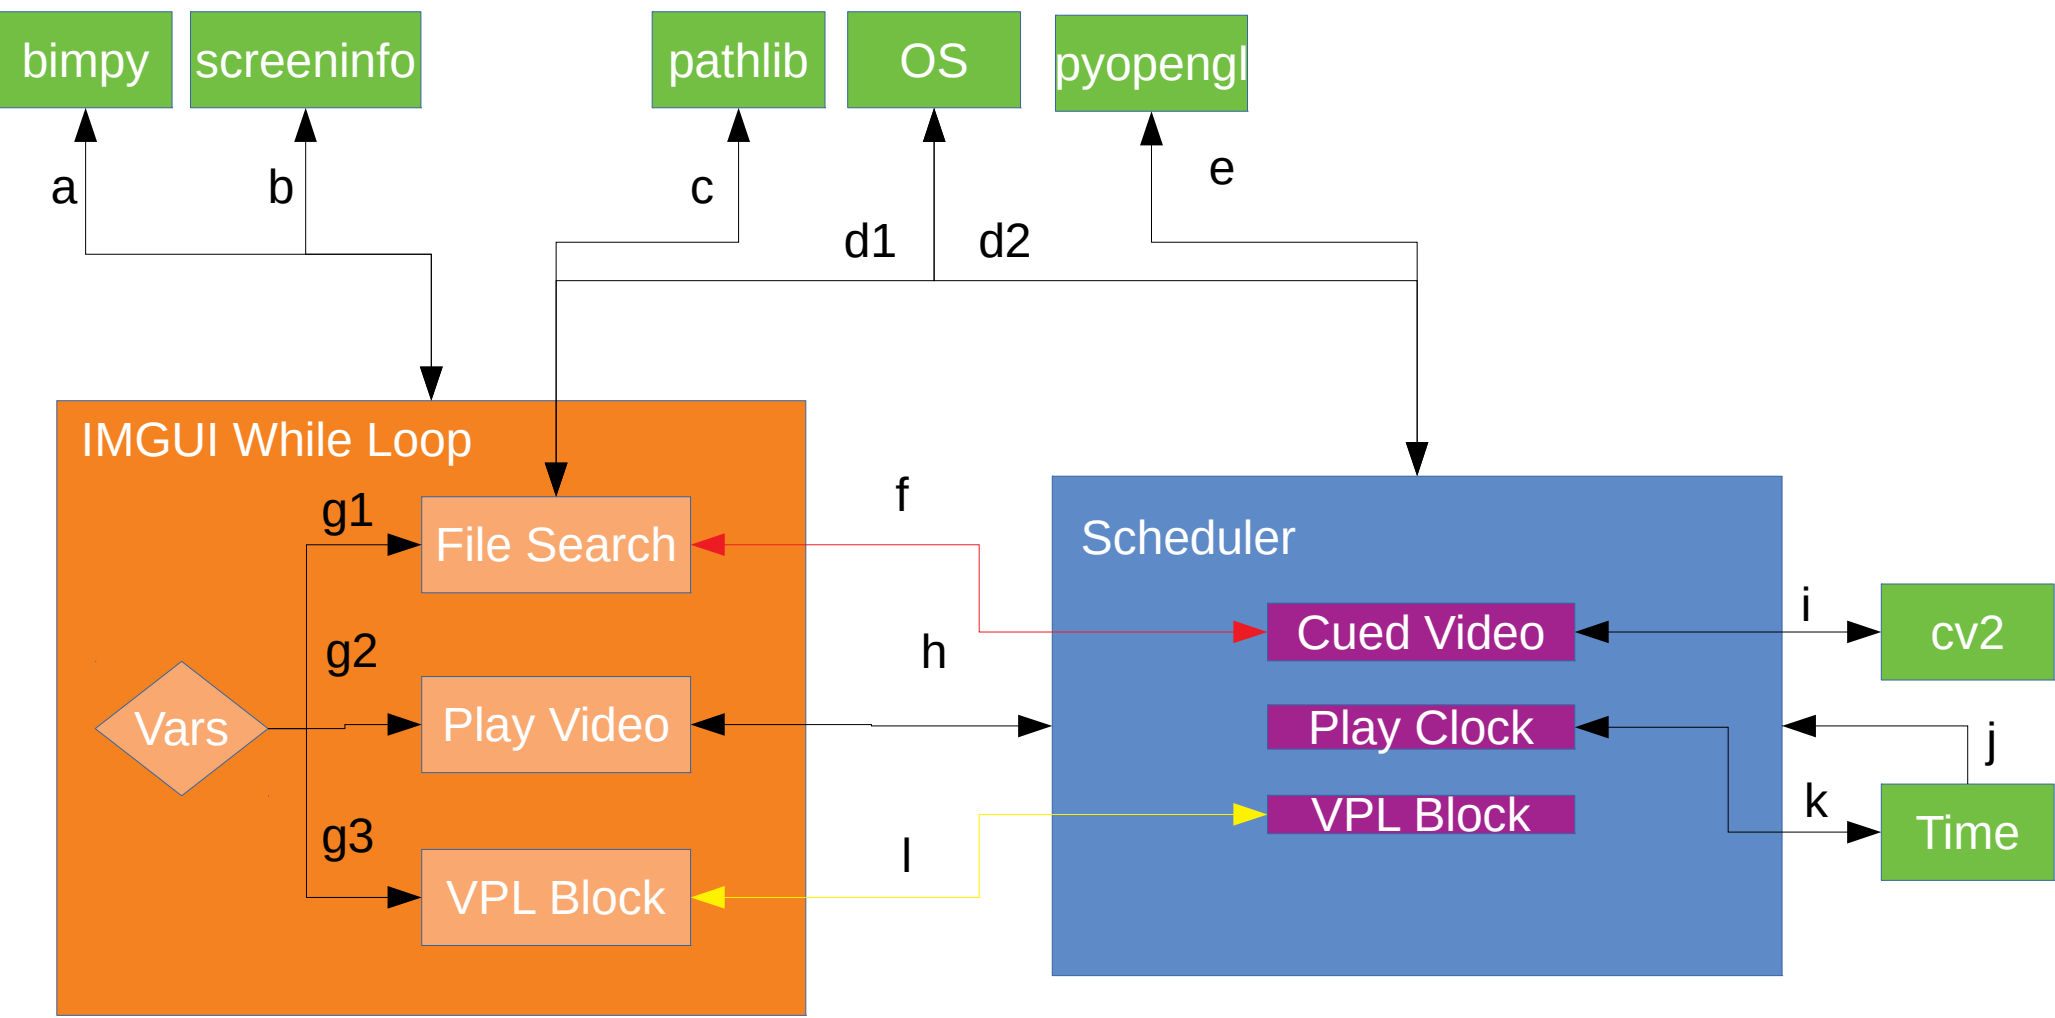 bimpy
screeninfo
pathlib
OS
pyopengl
a
b
c
d1
d2
e
IMGUI While Loop
g1
File Search
f
Scheduler
Cued Video
i
cv2
g2
Vars
Play Video
h
Play Clock
j
k
Time
g3
VPL Block
l
VPL Block